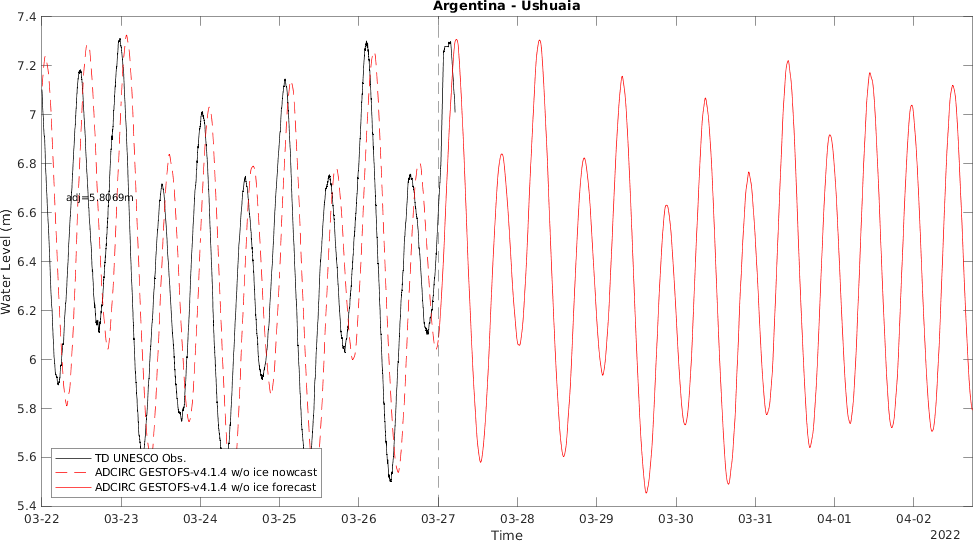 Argentina - Ushuaia
7.4
7.2
7
6.8
6.6
6.4
6.2
6
5.8
5.6
5.4
Water Level (m)
adj=5.8069m
TD UNESCO Obs.
ADCIRC GESTOFS-v4.1.4 w/o ice nowcast
ADCIRC GESTOFS-v4.1.4 w/o ice forecast
03-22 03-23 03-24 03-25 03-26 03-27 03-28 03-29 03-30 03-31 04-01 04-02
Time
2022